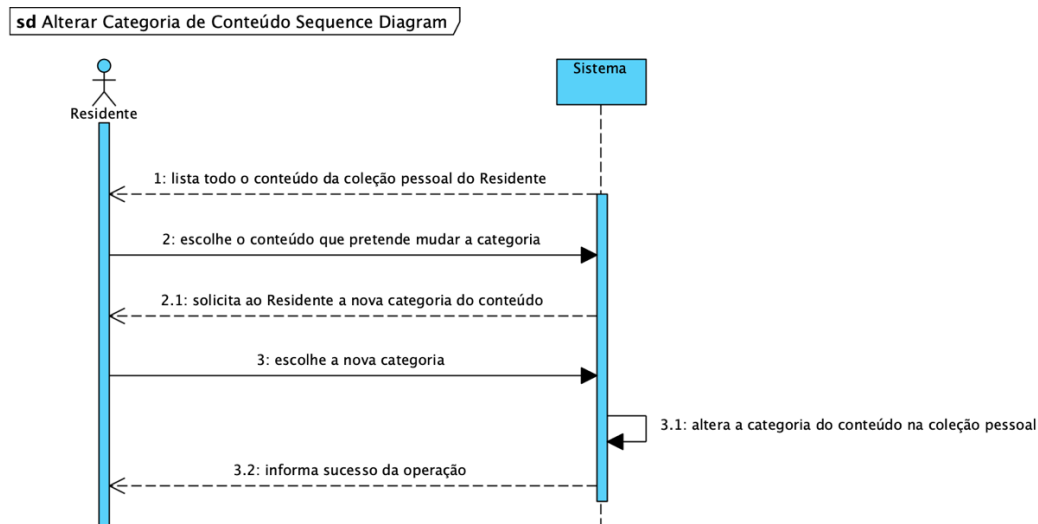 sd Alterar Categoria de Conteúdo Sequence Diagram
Sistema
Residente
1: lista todo o conteúdo da coleção pessoal do Residente
2: escolhe o conteúdo que pretende mudar a categoria
2.1: solicita ao Residente a nova categoria do conteúdo
3: escolhe a nova categoria
3.1: altera a categoria do conteúdo na coleção pessoal
3.2: informa sucesso da operação